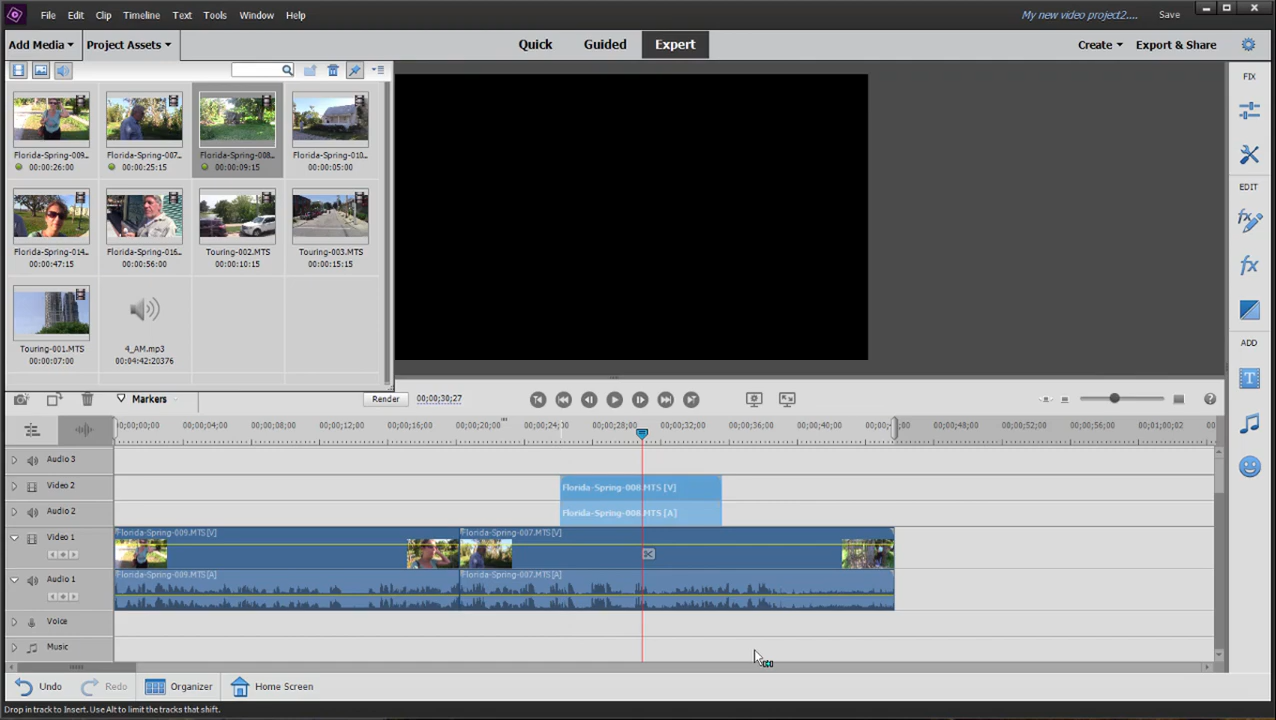 File Edit Clip Timeline Text Tools Window Help
My new video project2.... Save
Add Media Project Assets Quick Guided Expert Create Export & Share
FIX
Florida-Spring-009... Florida-Spring-007... Florida-Spring-008... Florida-Spring-010...
00:00:26:00 00:00:25:15 00:00:09:15 00:00:05:00
EDIT
Florida-Spring-014... Florida-Spring-016... Touring-002.MTS Touring-003.MTS
00:00:47:15 00:00:56:00 00:00:10:15 00:00:15:15
ADD
Touring-001.MTS 4_AM.mp3
00:00:07:00 00:04:42:20376
Markers Render 00;00;30;27
;00;00;00 00;00;04;00 00;00;08;00 00;00;12;00 00;00;16;00 00;00;20;00 00;00;24;00 00;00;28;00 00;00;32;00 00;00;36;00 00;00;40;00 00;00;48;00 00;00;52;00 00;00;56;00 00;01;00;02
Audio 3
Video 2 Florida-Spring-008.MTS [V]
Audio 2 Florida-Spring-008.MTS [A]
Video 1 Florida-Spring-009.MTS [V] Florida-Spring-007.MTS [V]
Audio 1 Florida-Spring-009.MTS [A] Florida-Spring-007.MTS [A]
Voice
Music
Undo Redo Organizer Home Screen
Drop in track to Insert. Use Alt to limit the tracks that shift.